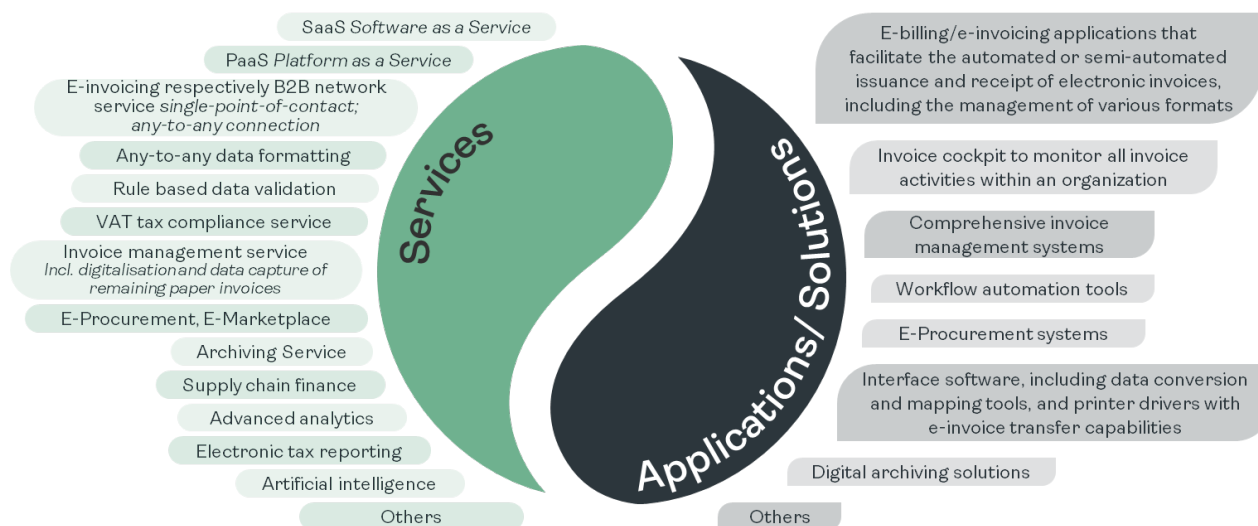 SaaS Software as a Service
PaaS Platform as a Service
E-invoicing respectively B2B network
service single-point-of-contact;
any-to-any connection
Any-to-any data formatting
Rule based data validation
VAT tax compliance service
Invoice management service
Incl. digitalisation and data capture of
remaining paper invoices
E-Procurement, E-Marketplace
Archiving Service
Supply chain finance
Advanced analytics
Electronic tax reporting
Artificial intelligence
Others
Services
Applications/ Solutions
E-billing/e-invoicing applications that
facilitate the automated or semi-automated
issuance and receipt of electronic invoices,
including the management of various formats
Invoice cockpit to monitor all invoice
activities within an organization
Comprehensive invoice
management systems
Workflow automation tools
E-Procurement systems
Interface software, including data conversion
and mapping tools, and printer drivers with
e-invoice transfer capabilities
Digital archiving solutions
Others